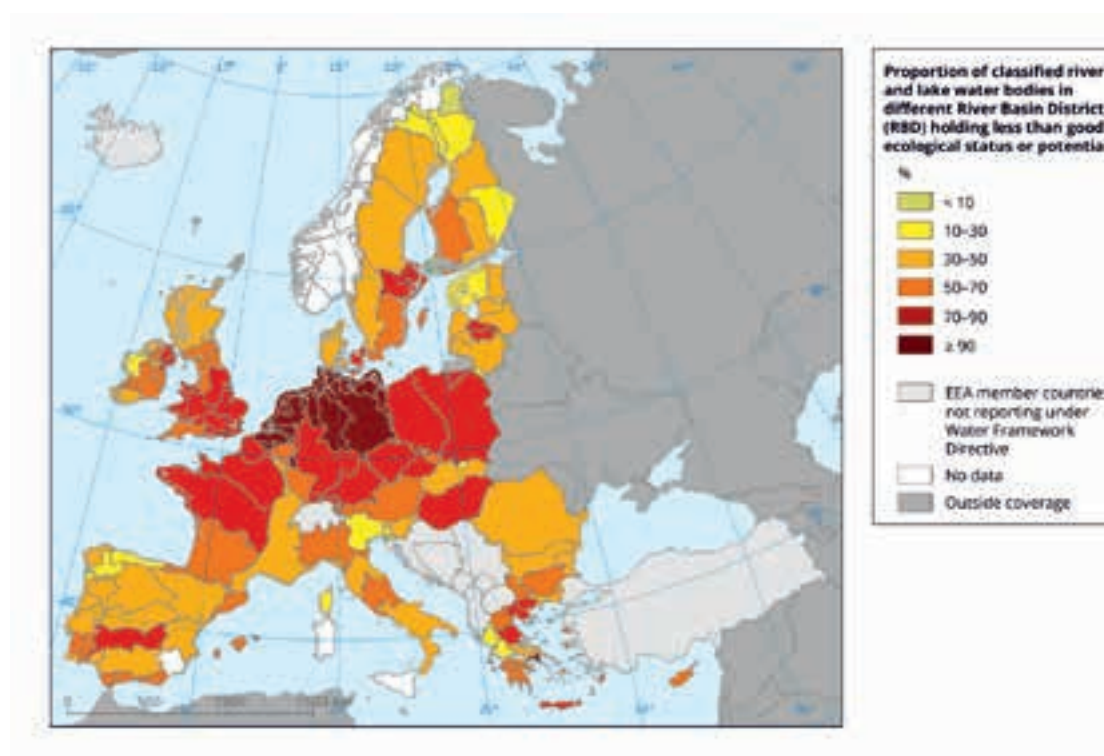 Proportion of classified river
and lake water bodies in
different River Basin District
(RBD) holding less than good
ecological status or potentia
%
< 10
10–30
30–50
50–70
70–90
≥ 90
EEA member countrie
not reporting under
Water Framework
Directive
No data
Outside coverage